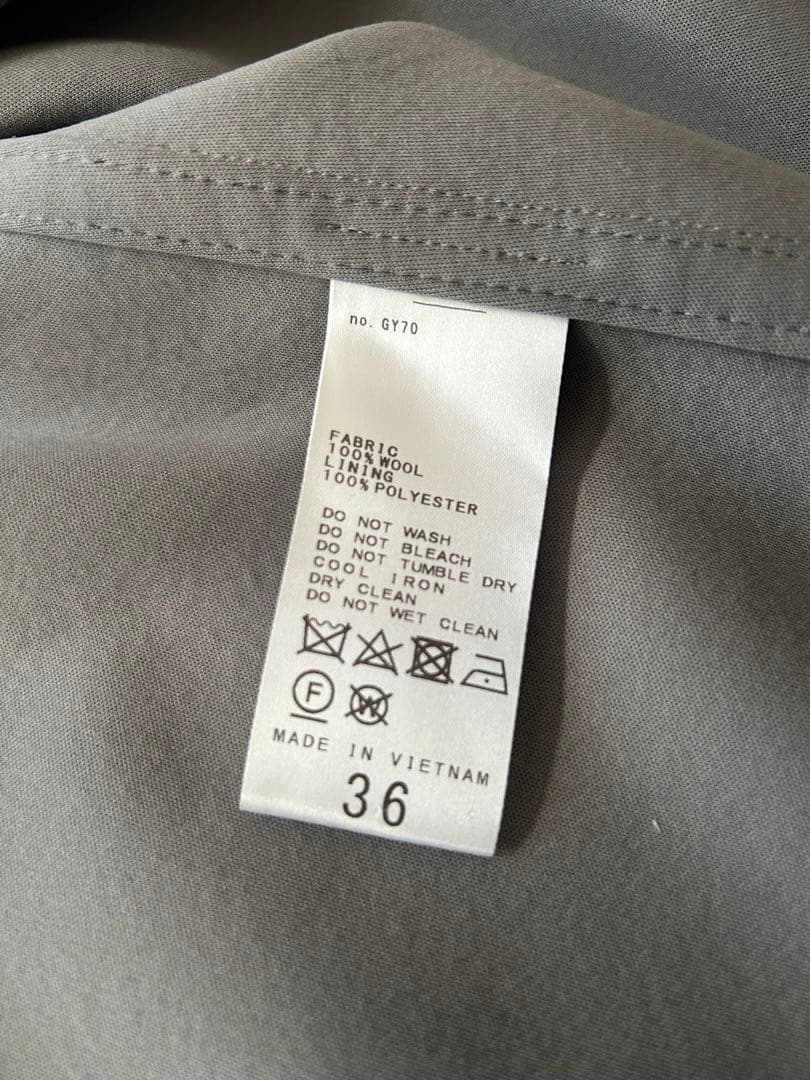 no. GY70
FABRIC
100% WOOL
LINING
100% POLYESTER
DO NOT WASH
DO NOT BLEACH
DO NOT TUMBLE DRY
COOL IRON
DRY CLEAN
DO NOT WET CLEAN
F W
MADE IN VIETNAM
36